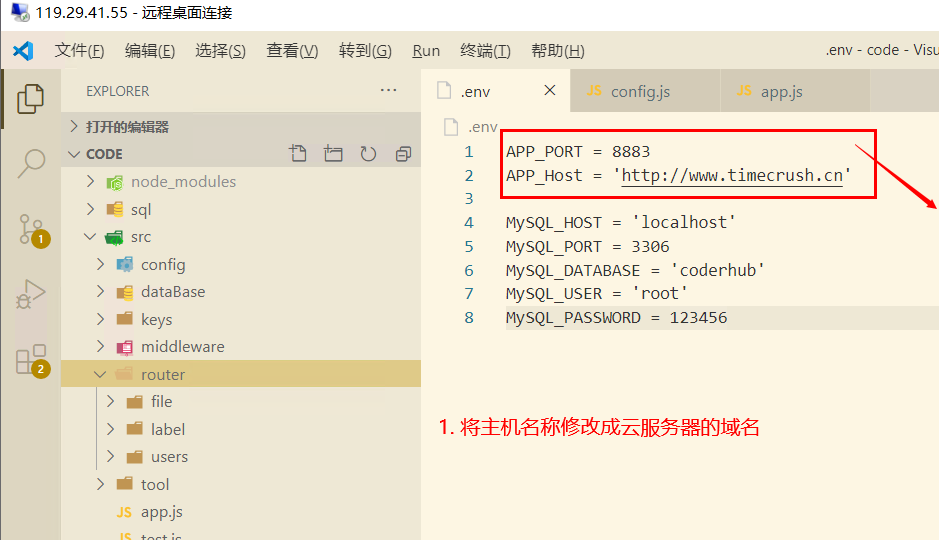 119.29.41.55 - 远程桌面连接
文件(F) 编辑(E) 选择(S) 查看(V) 转到(G) Run 终端(T) 帮助(H) .env - code - Visu
EXPLORER
.env
JS config.js
JS app.js
打开的编辑器
.env
CODE
1 APP_PORT = 8883
node_modules
2 APP_Host = 'http://www.timecrush.cn'
sql
3
src
4 MySQL_HOST = 'localhost'
1
config
5 MySQL_PORT = 3306
6 MySQL_DATABASE = 'coderhub'
dataBase
7 MySQL_USER = 'root'
keys
8 MySQL_PASSWORD = 123456
middleware
2
router
file
label
1. 将主机名称修改成云服务器的域名
users
tool
JS app.js
JS test.js